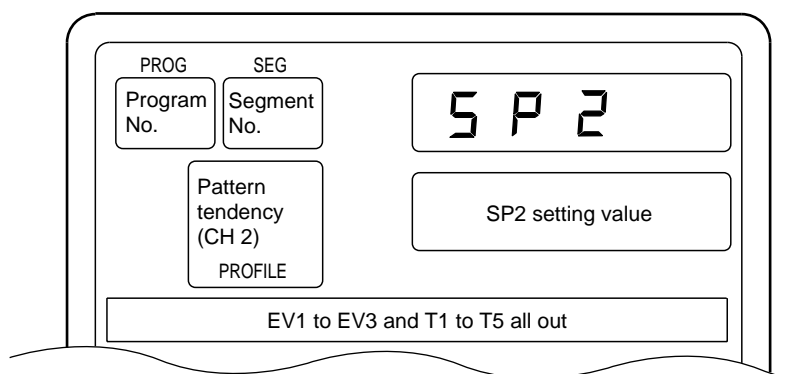 PROG SEG
Program
No.
Segment
No.
SP2
Pattern
tendency
(CH 2)
PROFILE
SP2 setting value
EV1 to EV3 and T1 to T5 all out